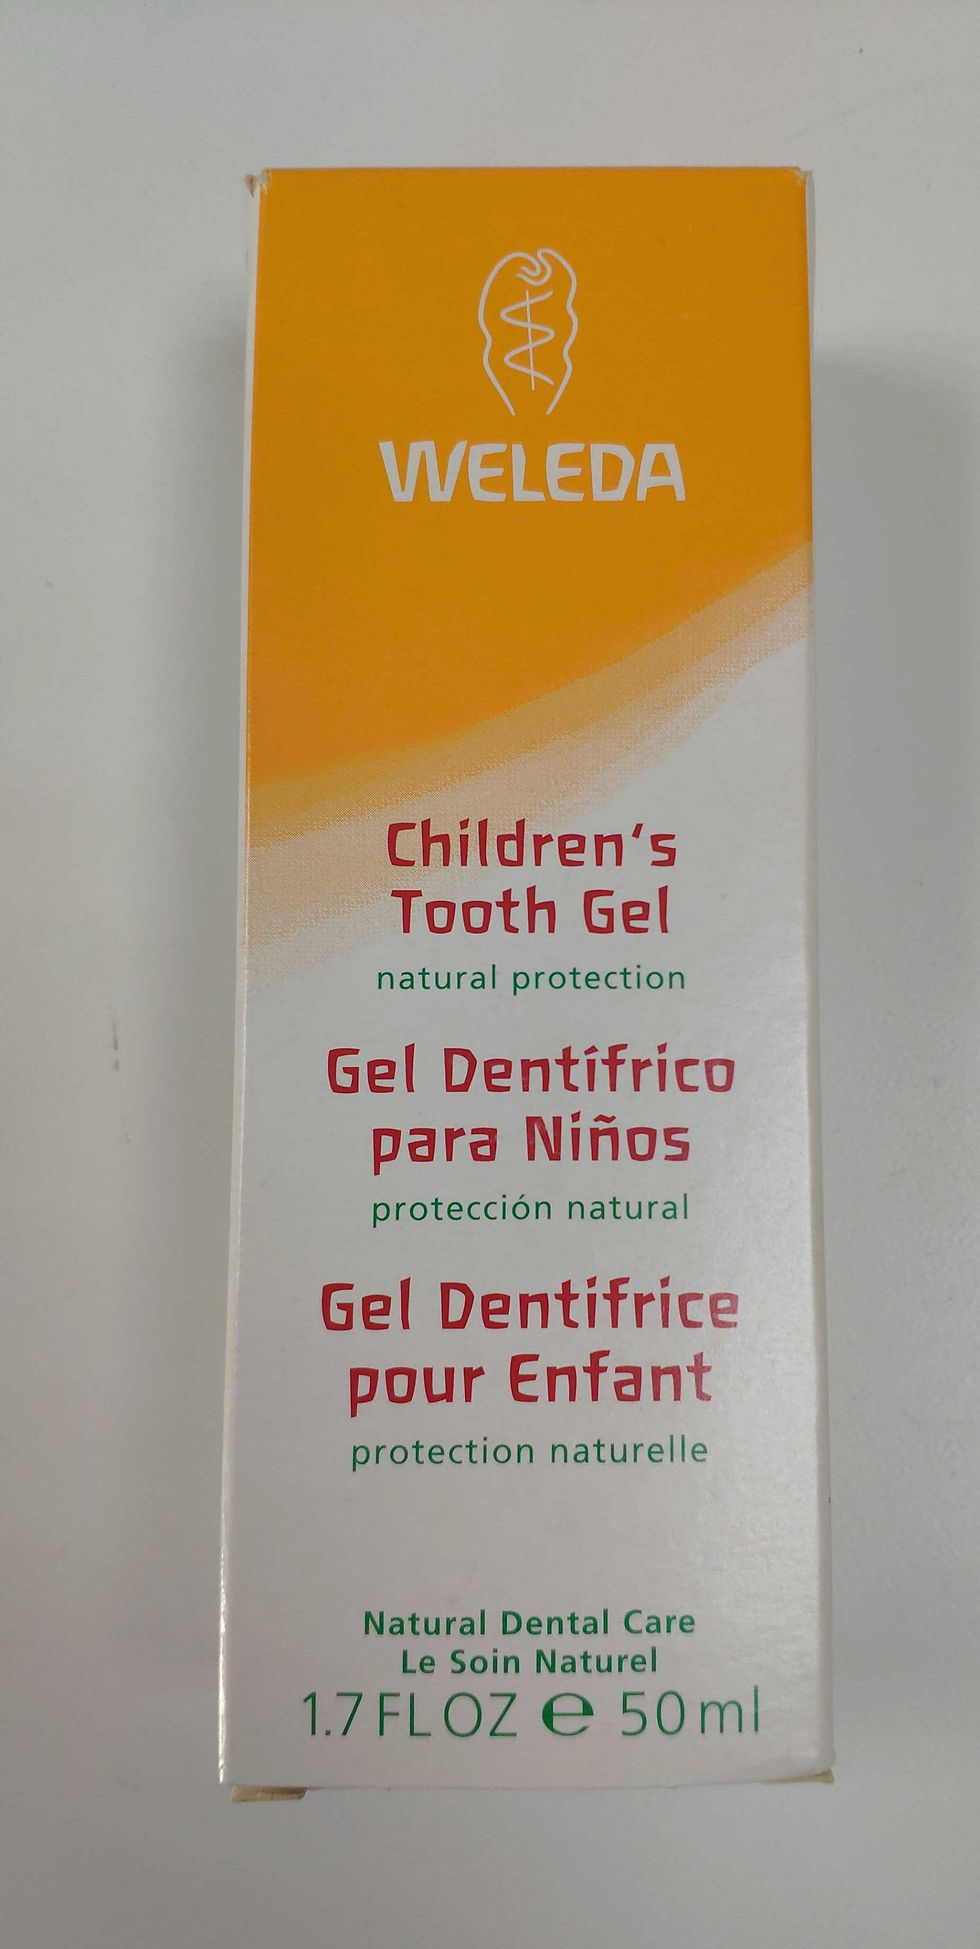 WELEDA
Children's
Tooth Gel
natural protection
Gel Dentífrico
para Niños
protección natural
Gel Dentifrice
pour Enfant
protection naturelle
Natural Dental Care
Le Soin Naturel
1.7 FL OZ ℮ 50 ml